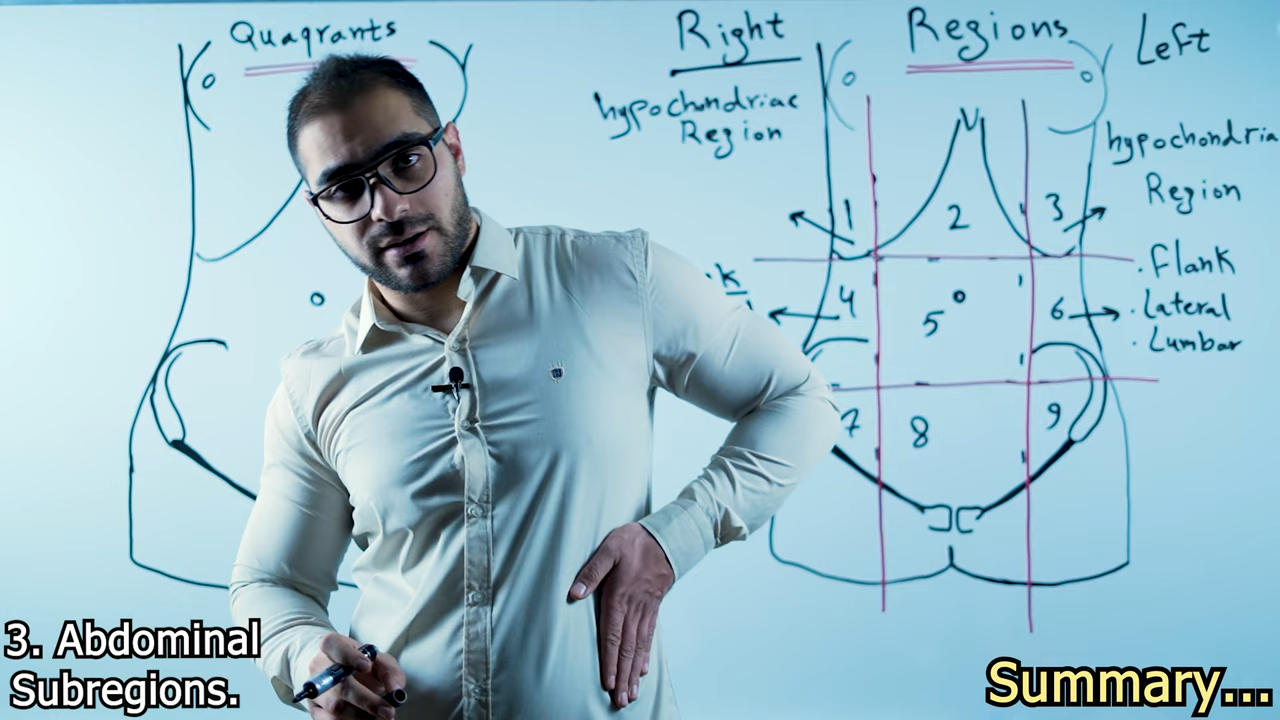 Quaqrants
Right
Regions
Left
hypochondriac
Region
hypochondria
Region
1
2
3
4
5
6
. Flank
. Lateral
. Lumbar
7
8
9
3. Abdominal
Subregions.
Summary...